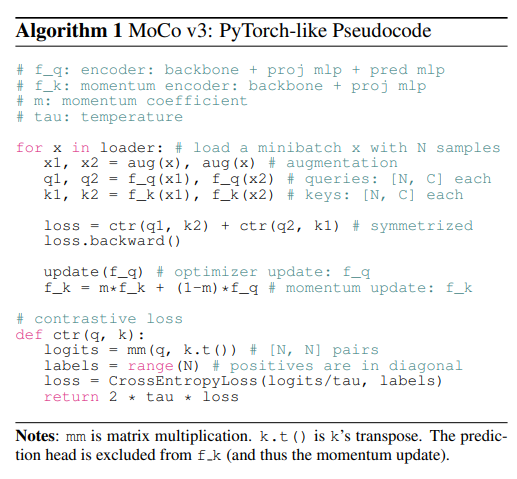 Algorithm 1 MoCo v3: PyTorch-like Pseudocode
# f_q: encoder: backbone + proj mlp + pred mlp
# f_k: momentum encoder: backbone + proj mlp
# m: momentum coefficient
# tau: temperature
for x in loader: # load a minibatch x with N samples
x1, x2 = aug(x), aug(x) # augmentation
q1, q2 = f_q(x1), f_q(x2) # queries: [N, C] each
k1, k2 = f_k(x1), f_k(x2) # keys: [N, C] each
loss = ctr(q1, k2) + ctr(q2, k1) # symmetrized
loss.backward()
update(f_q) # optimizer update: f_q
f_k = m*f_k + (1-m)*f_q # momentum update: f_k
# contrastive loss
def ctr(q, k):
logits = mm(q, k.t()) # [N, N] pairs
labels = range(N) # positives are in diagonal
loss = CrossEntropyLoss(logits/tau, labels)
return 2 * tau * loss
Notes: mm is matrix multiplication. k.t() is k's transpose. The predic-
tion head is excluded from f_k (and thus the momentum update).